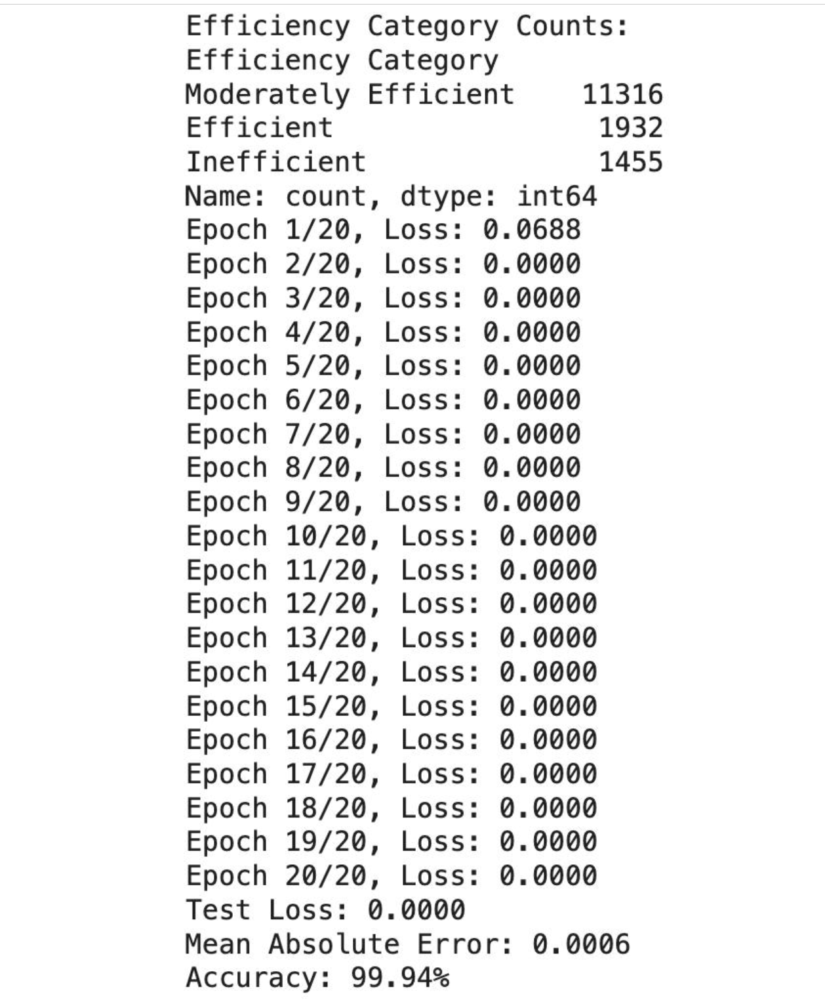 Efficiency Category Counts:
Efficiency Category
Moderately Efficient    11316
Efficient                1932
Inefficient              1455
Name: count, dtype: int64
Epoch 1/20, Loss: 0.0688
Epoch 2/20, Loss: 0.0000
Epoch 3/20, Loss: 0.0000
Epoch 4/20, Loss: 0.0000
Epoch 5/20, Loss: 0.0000
Epoch 6/20, Loss: 0.0000
Epoch 7/20, Loss: 0.0000
Epoch 8/20, Loss: 0.0000
Epoch 9/20, Loss: 0.0000
Epoch 10/20, Loss: 0.0000
Epoch 11/20, Loss: 0.0000
Epoch 12/20, Loss: 0.0000
Epoch 13/20, Loss: 0.0000
Epoch 14/20, Loss: 0.0000
Epoch 15/20, Loss: 0.0000
Epoch 16/20, Loss: 0.0000
Epoch 17/20, Loss: 0.0000
Epoch 18/20, Loss: 0.0000
Epoch 19/20, Loss: 0.0000
Epoch 20/20, Loss: 0.0000
Test Loss: 0.0000
Mean Absolute Error: 0.0006
Accuracy: 99.94%